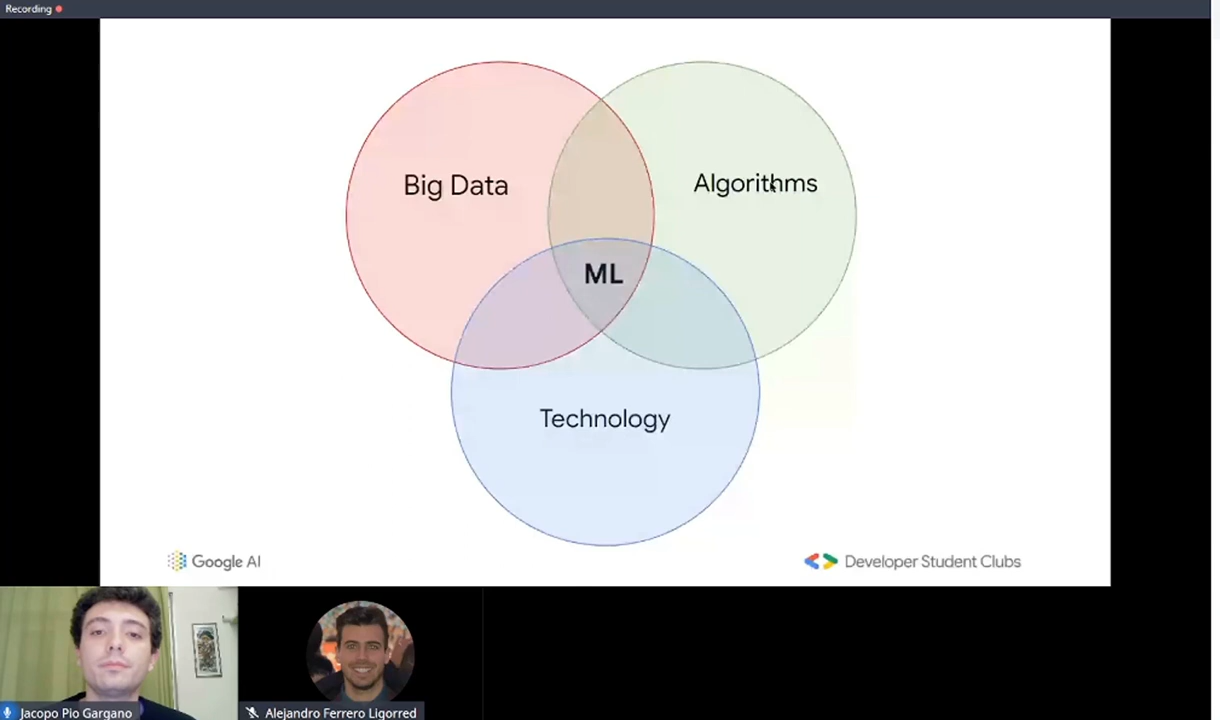 Recording
Big Data
Algorithms
ML
Technology
Google AI
Developer Student Clubs
Jacopo Pio Gargano
Alejandro Ferrero Ligorred